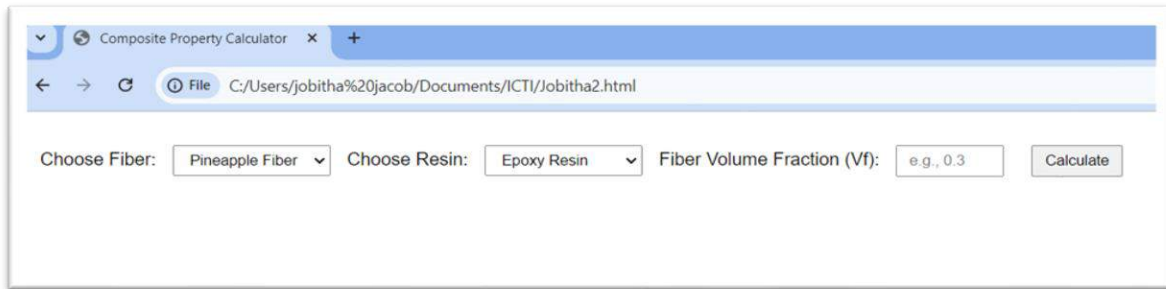 Composite Property Calculator
File C:/Users/jobitha%20jacob/Documents/ICTI/Jobitha2.html
Choose Fiber: Pineapple Fiber Choose Resin: Epoxy Resin Fiber Volume Fraction (Vf): e.g., 0.3 Calculate